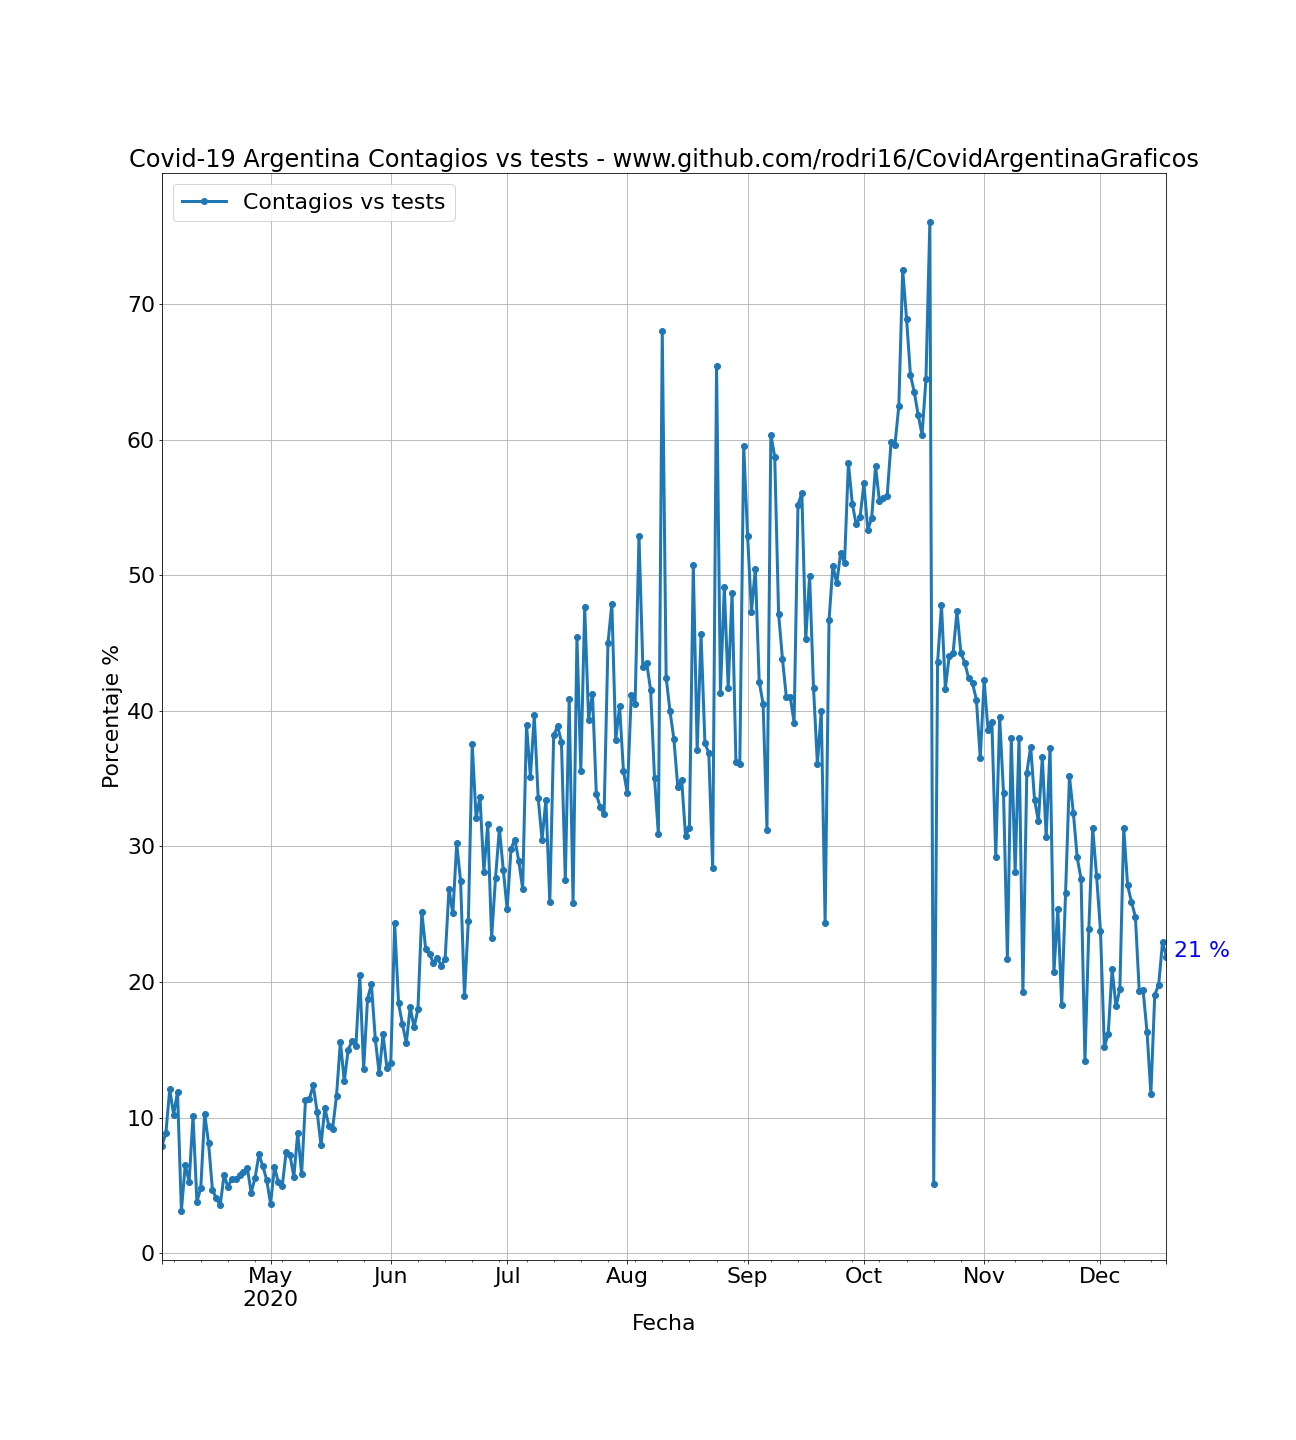 Covid-19 Argentina Contagios vs tests - www.github.com/rodri16/CovidArgentinaGraficos
Contagios vs tests
70
60
50
40
30
20
10
0
Porcentaje %
21 %
May Jun Jul Aug Sep Oct Nov Dec
2020
Fecha